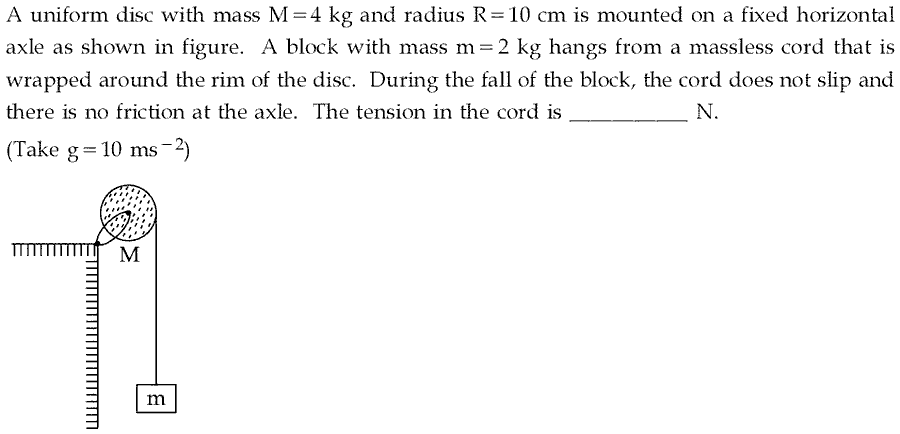 A uniform disc with mass M=4 kg and radius R=10 cm is mounted on a fixed horizontal
axle as shown in figure. A block with mass m=2 kg hangs from a massless cord that is
wrapped around the rim of the disc. During the fall of the block, the cord does not slip and
there is no friction at the axle. The tension in the cord is __________ N.
(Take g=10 ms⁻²)
M
m